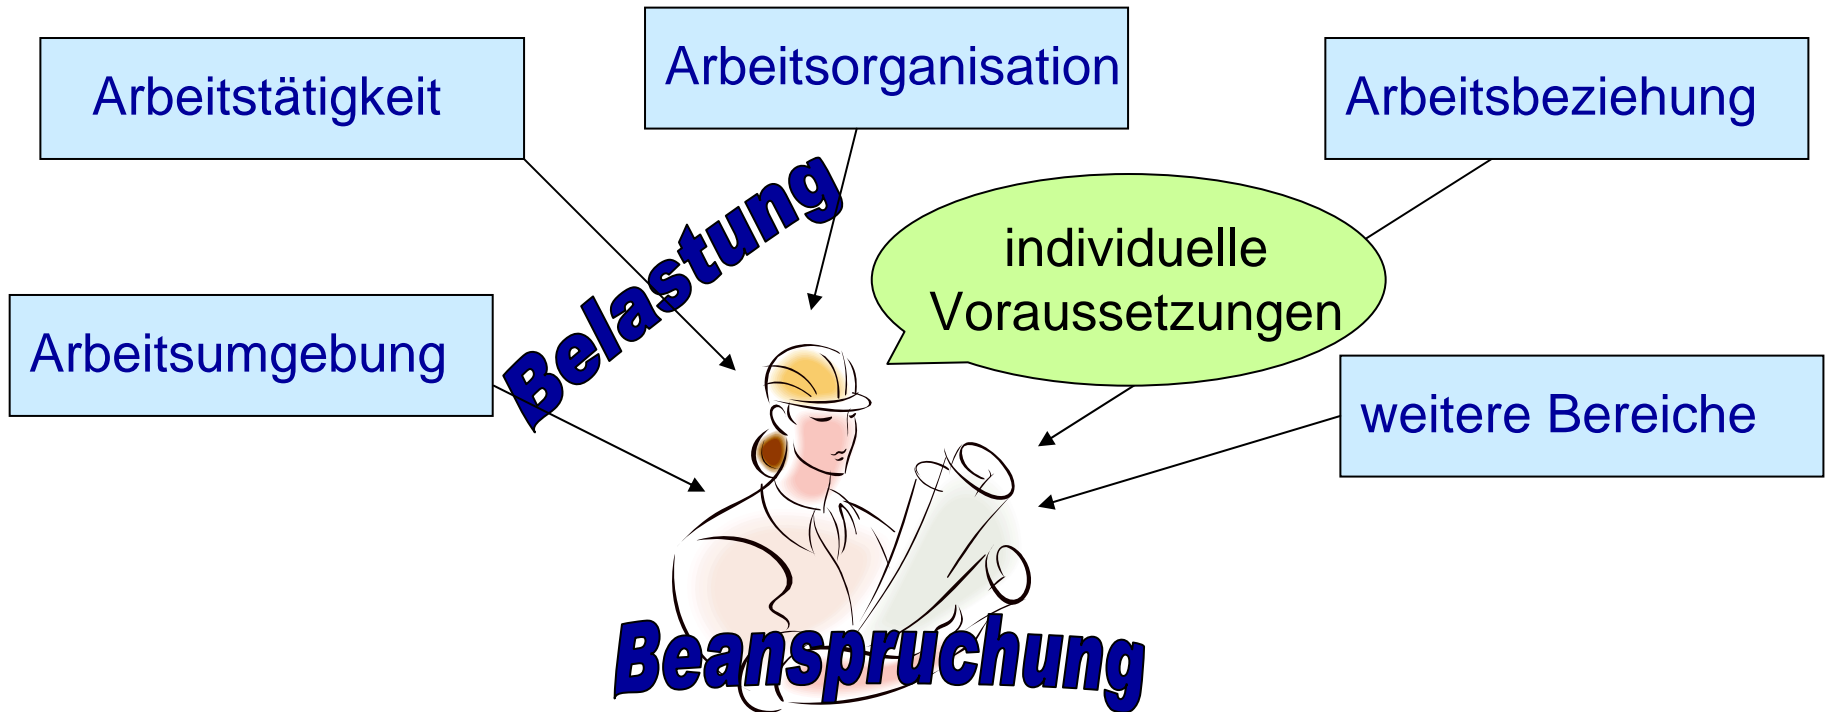 Arbeitsorganisation
Arbeitstätigkeit
Arbeitsbeziehung
Belastung
individuelle
Voraussetzungen
Arbeitsumgebung
weitere Bereiche
Beanspruchung